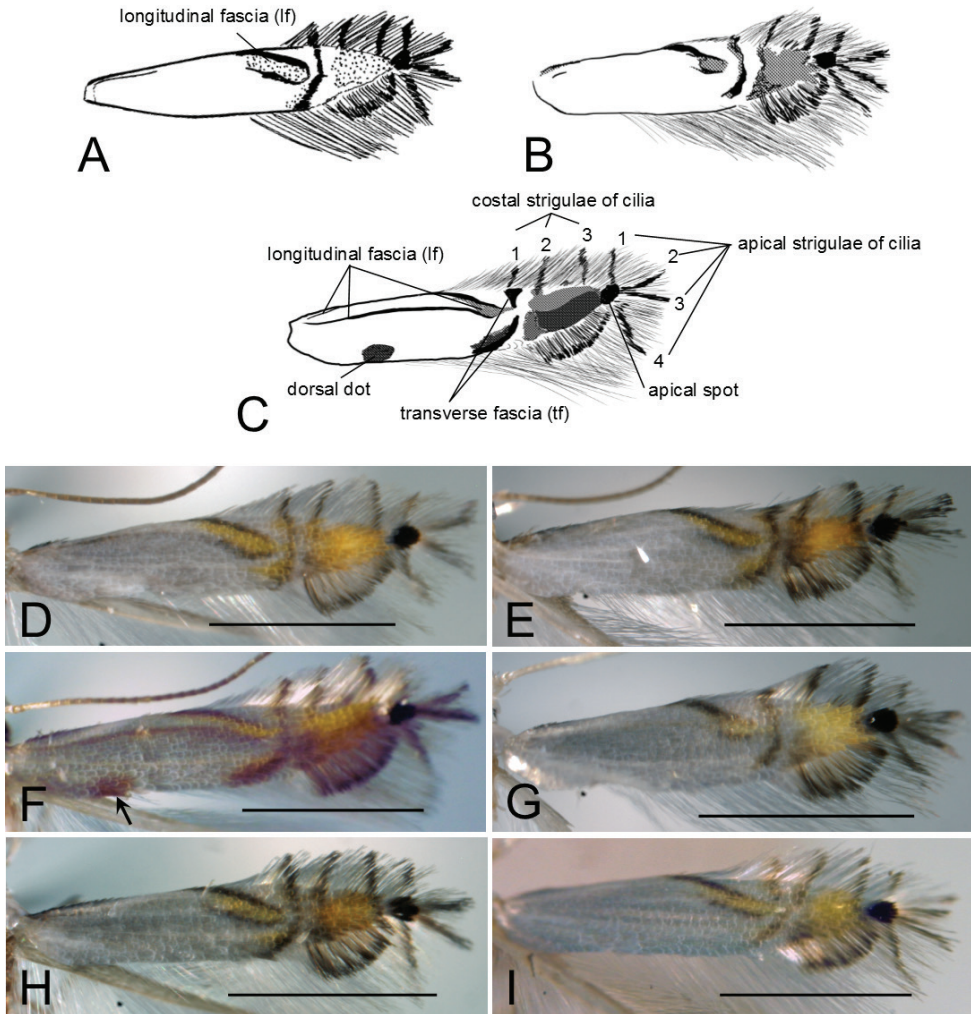 longitudinal fascia (lf)
A
B
costal strigulae of cilia
1 2 3 1
apical strigulae of cilia
2
longitudinal fascia (lf)
3
4
dorsal dot
apical spot
transverse fascia (tf)
C
D
E
F
G
H
I